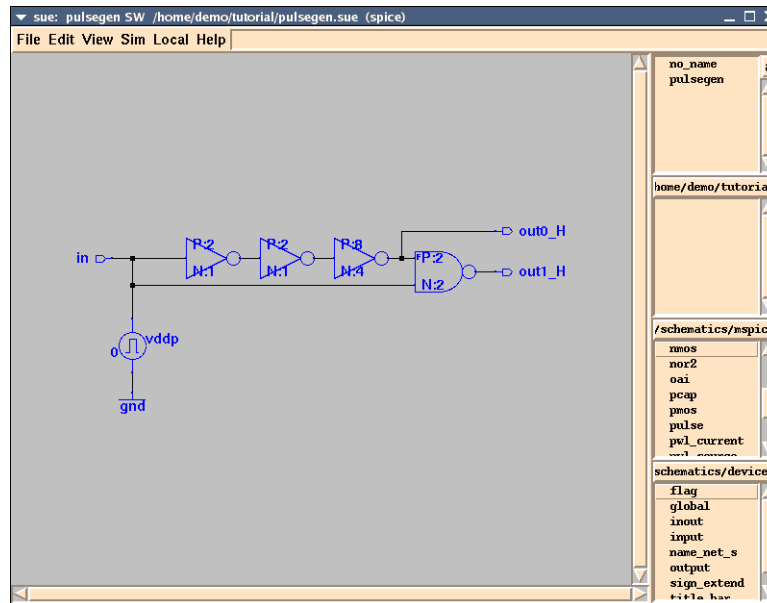 sue: pulsegen SW /home/demo/tutorial/pulsegen.sue (spice)
File Edit View Sim Local Help
no_name
pulsegen
home/demo/tutoria
/schematics/mspic
nmos
nor2
oai
pcap
pmos
pulse
pwl_current
pwl_source
schematics/device
flag
global
inout
input
name_net_s
output
sign_extend
title_bar
P:2 P:2 P:8
out0_H
in
P:2
N:1 N:1 N:4
out1_H
N:2
vddp
0
gnd